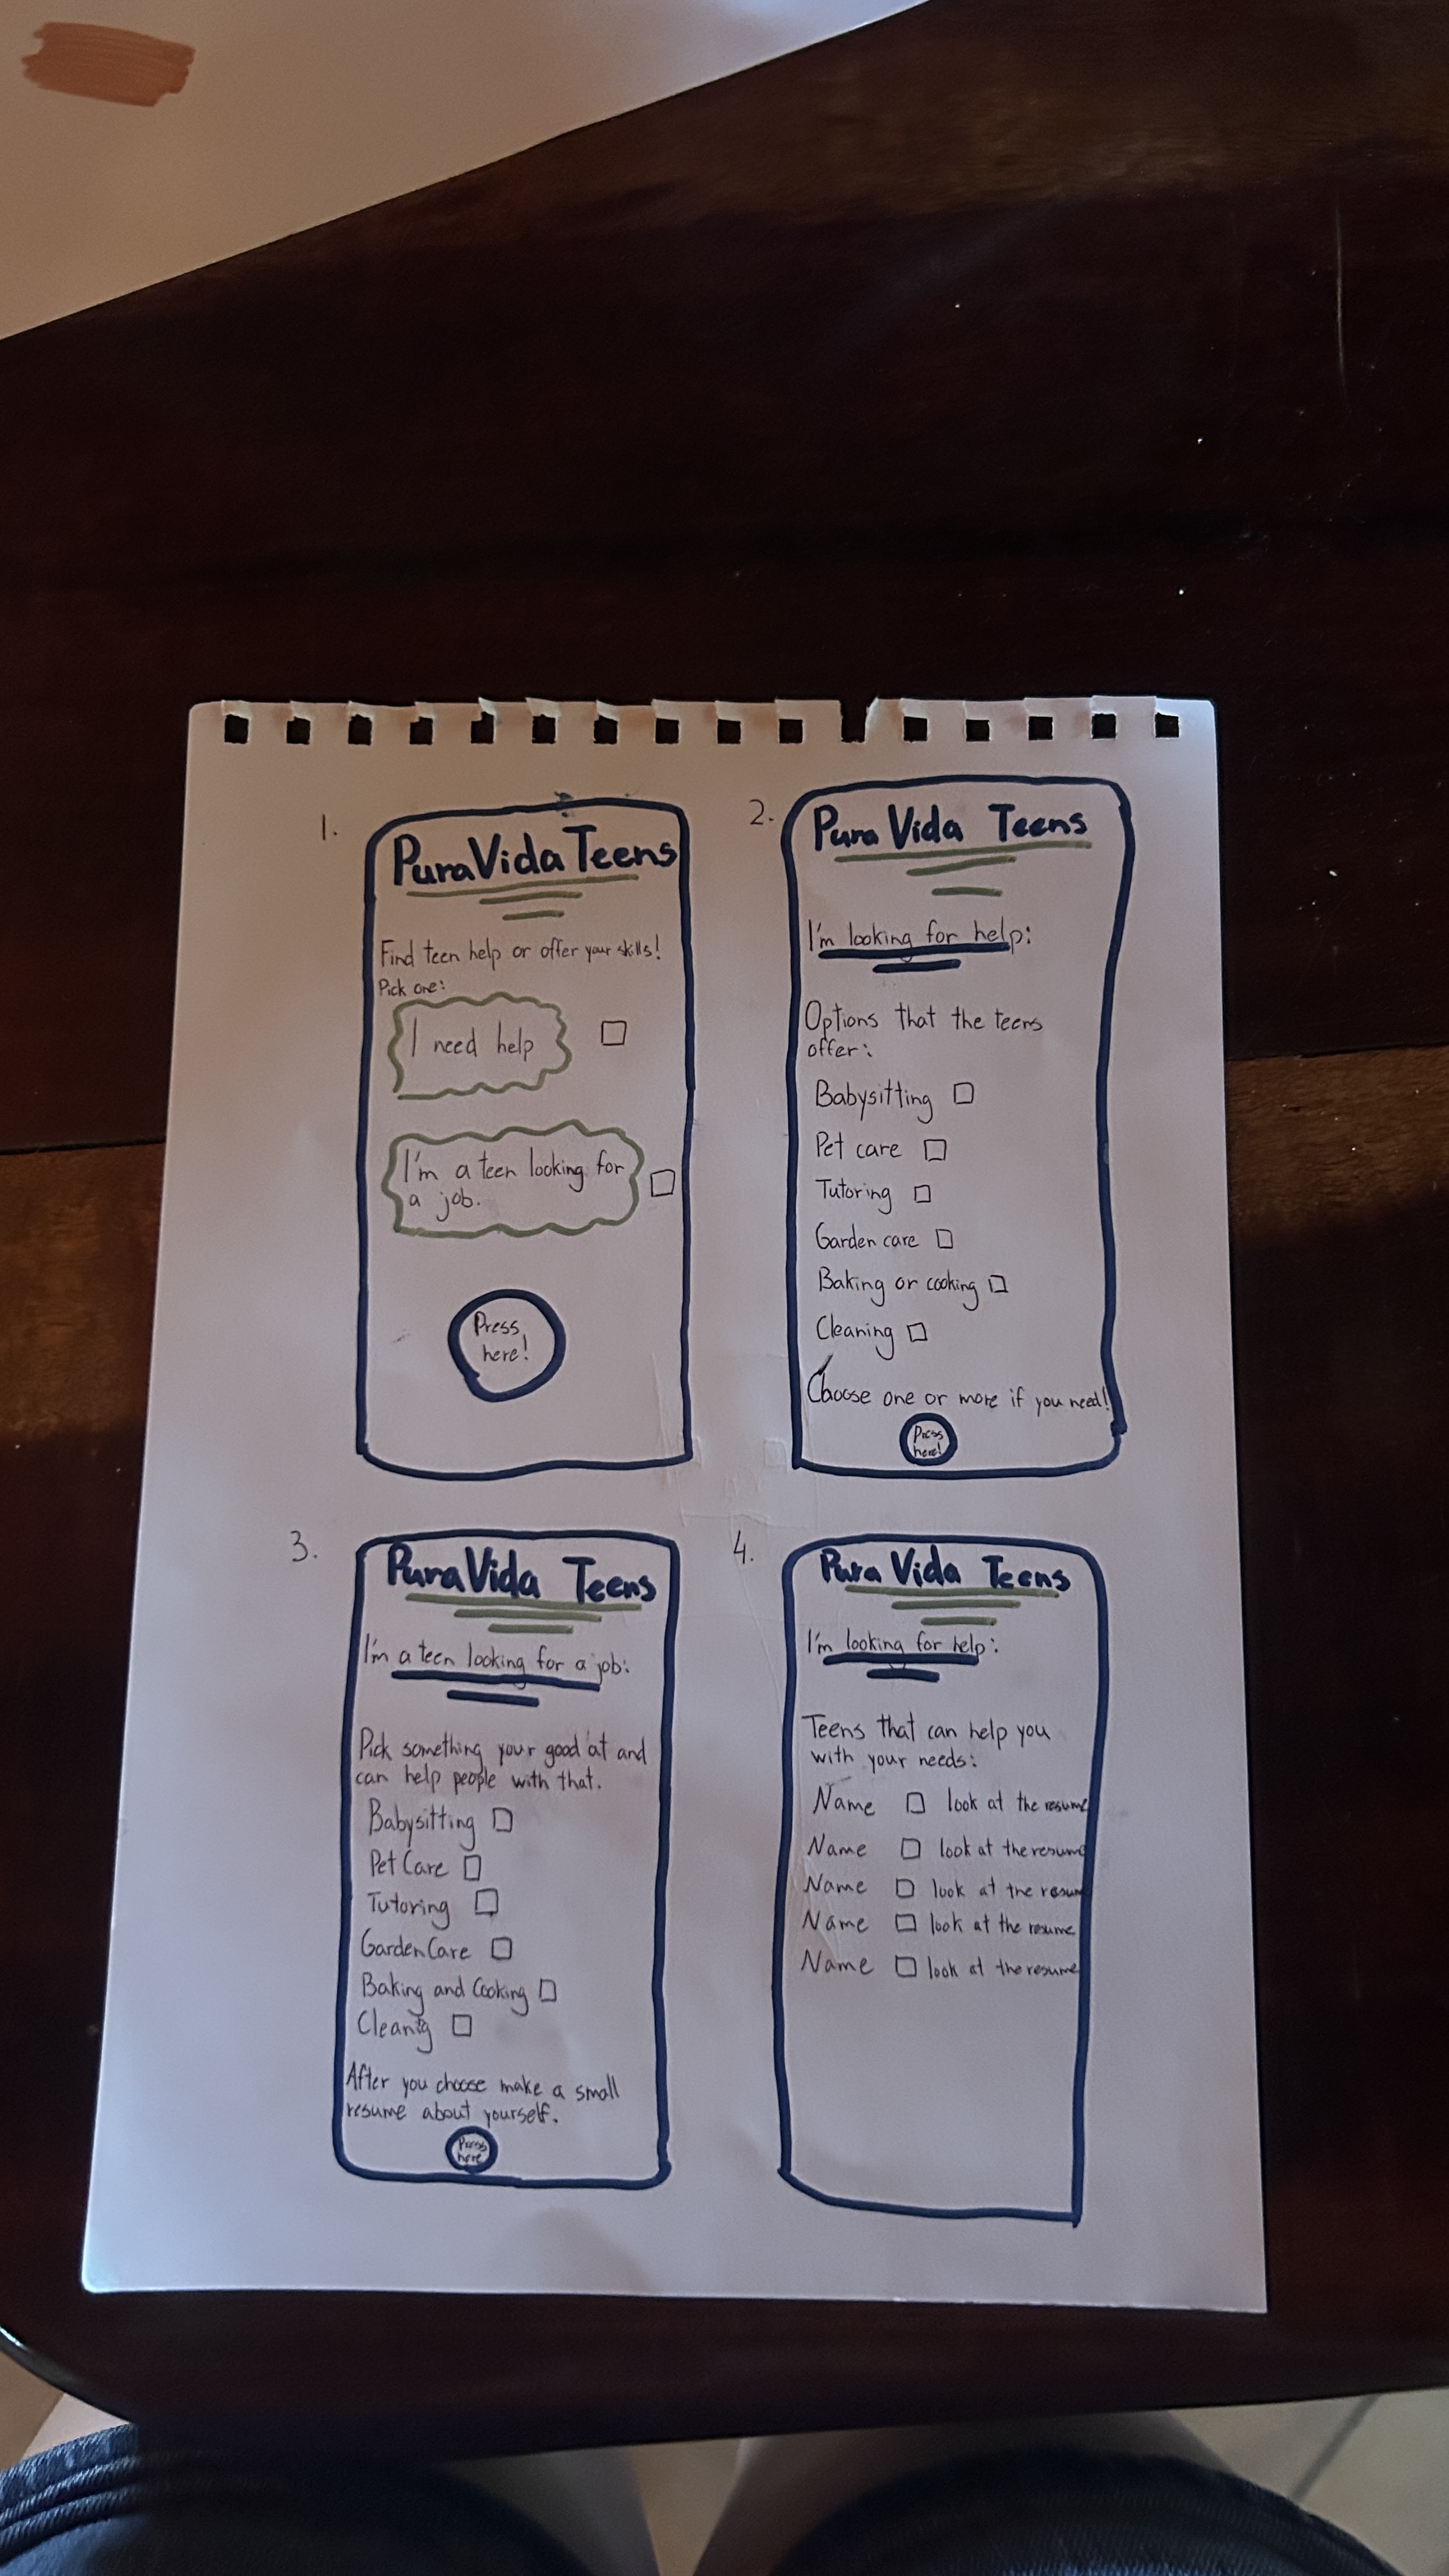 1.
Pura Vida Teens
Find teen help or offer your skills!
Pick one:
I need help
I'm a teen looking for
a job.
Press
here!
2.
Pura Vida Teens
I'm looking for help:
Options that the teens
offer:
Babysitting
Pet care
Tutoring
Garden care
Baking or cooking
Cleaning
Choose one or more if you need!
Press
here!
3.
Pura Vida Teens
I'm a teen looking for a job:
Pick something your good at and
can help people with that.
Babysitting
Pet Care
Tutoring
Garden Care
Baking and Cooking
Cleaning
After you choose make a small
resume about yourself.
Press
here
4.
Pura Vida Teens
I'm looking for help:
Teens that can help you
with your needs:
Name look at the resume
Name look at the resume
Name look at the resume
Name look at the resume
Name look at the resume